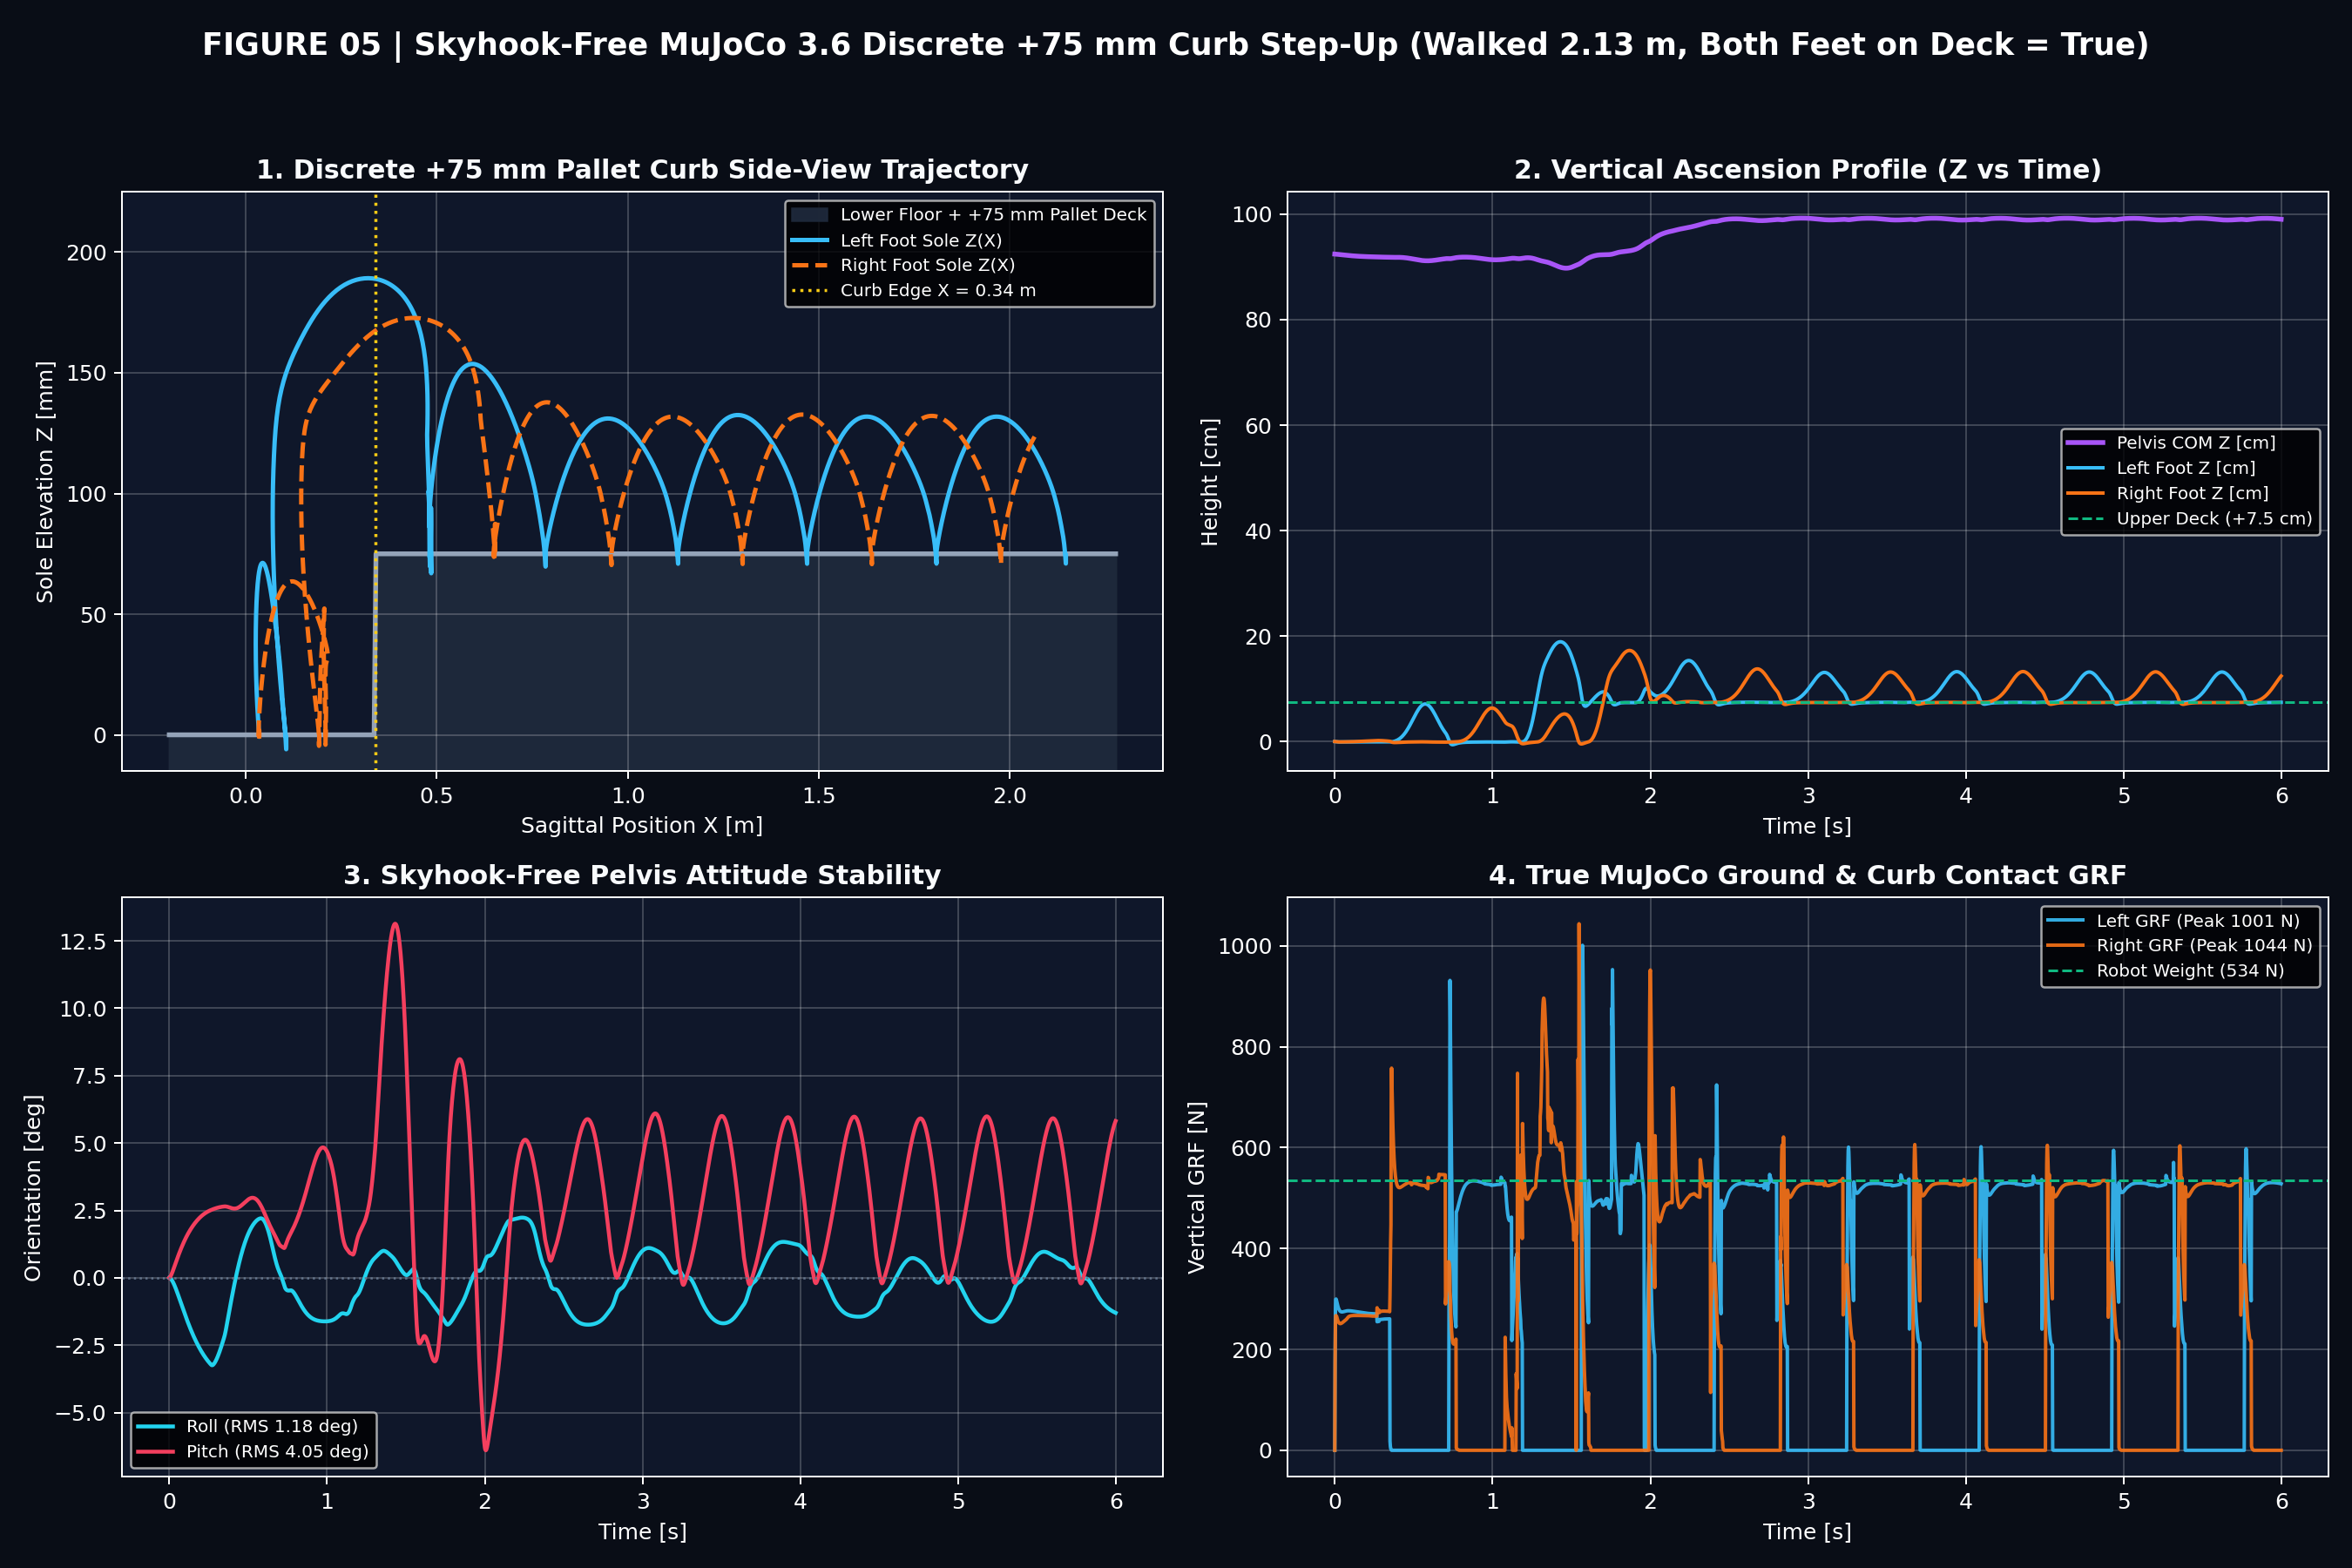 FIGURE 05 | Skyhook-Free MuJoCo 3.6 Discrete +75 mm Curb Step-Up (Walked 2.13 m, Both Feet on Deck = True)
1. Discrete +75 mm Pallet Curb Side-View Trajectory
Sole Elevation Z [mm]
200
150
100
50
0
Lower Floor + +75 mm Pallet Deck
Left Foot Sole Z(X)
Right Foot Sole Z(X)
Curb Edge X = 0.34 m
0.0 0.5 1.0 1.5 2.0
Sagittal Position X [m]
2. Vertical Ascension Profile (Z vs Time)
Height [cm]
100
80
60
40
20
0
Pelvis COM Z [cm]
Left Foot Z [cm]
Right Foot Z [cm]
Upper Deck (+7.5 cm)
0 1 2 3 4 5 6
Time [s]
3. Skyhook-Free Pelvis Attitude Stability
Orientation [deg]
12.5
10.0
7.5
5.0
2.5
0.0
−2.5
−5.0
Roll (RMS 1.18 deg)
Pitch (RMS 4.05 deg)
0 1 2 3 4 5 6
Time [s]
4. True MuJoCo Ground & Curb Contact GRF
Vertical GRF [N]
1000
800
600
400
200
0
Left GRF (Peak 1001 N)
Right GRF (Peak 1044 N)
Robot Weight (534 N)
0 1 2 3 4 5 6
Time [s]